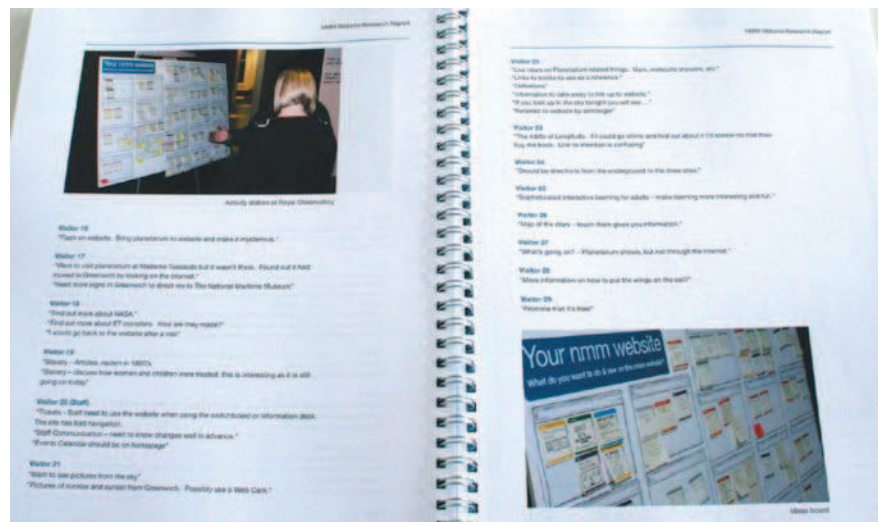 NMM Website Research Report
Your nmm website
Activity station at Royal Observatory
Visitor 16
"Flash on website. Bring planetarium to website and make it mysterious."
Visitor 17
"Went to visit planetarium at Madame Tussauds but it wasn't there. Found out it had
moved to Greenwich by looking on the internet."
"Need more signs in Greenwich to direct me to The National Maritime Museum"
Visitor 18
"Find out more about NASA."
"Find out more about ET monsters. How are they made?"
"I would go back to the website after a visit"
Visitor 19
"Slavery – Articles, racism in 1800's
"Slavery – discuss how women and children were treated, this is interesting as it is still
going on today"
Visitor 20 (Staff)
"Tickets – Staff need to use the website when using the switchboard or information desk.
The site has bad navigation.
"Staff Communication – need to know changes well in advance."
"Events Calendar should be on homepage"
Visitor 21
"Want to see pictures from the sky"
"Pictures of sunrise and sunset from Greenwich. Possibly use a Web Cam."
NMM Website Research Report
Visitor 22
"Live news on Planetarium related things. Mars, meteorite showers, etc."
"Links to books to use as a reference."
"Definitions"
"Information to take away to link up to website."
"If you look up in the sky tonight you will see…"
"Referred to website by astrologer"
Visitor 23
"The riddle of Longitude. If I could go online and find out about it I'd sooner do that than
buy the book. Link to meridian is confusing"
Visitor 24
"Should be directions from the underground to the three sites."
Visitor 25
"Sophisticated interactive learning for adults – make learning more interesting and fun."
Visitor 26
"Map of the stars – touch them gives you information."
Visitor 27
"What's going on? – Planetarium shows, but not through the internet."
Visitor 28
"More information on how to put the wings on the sail?"
Visitor 29
"Promote that it's free!"
Your nmm website
What do you want to do & see on the nmm website?
Ideas board